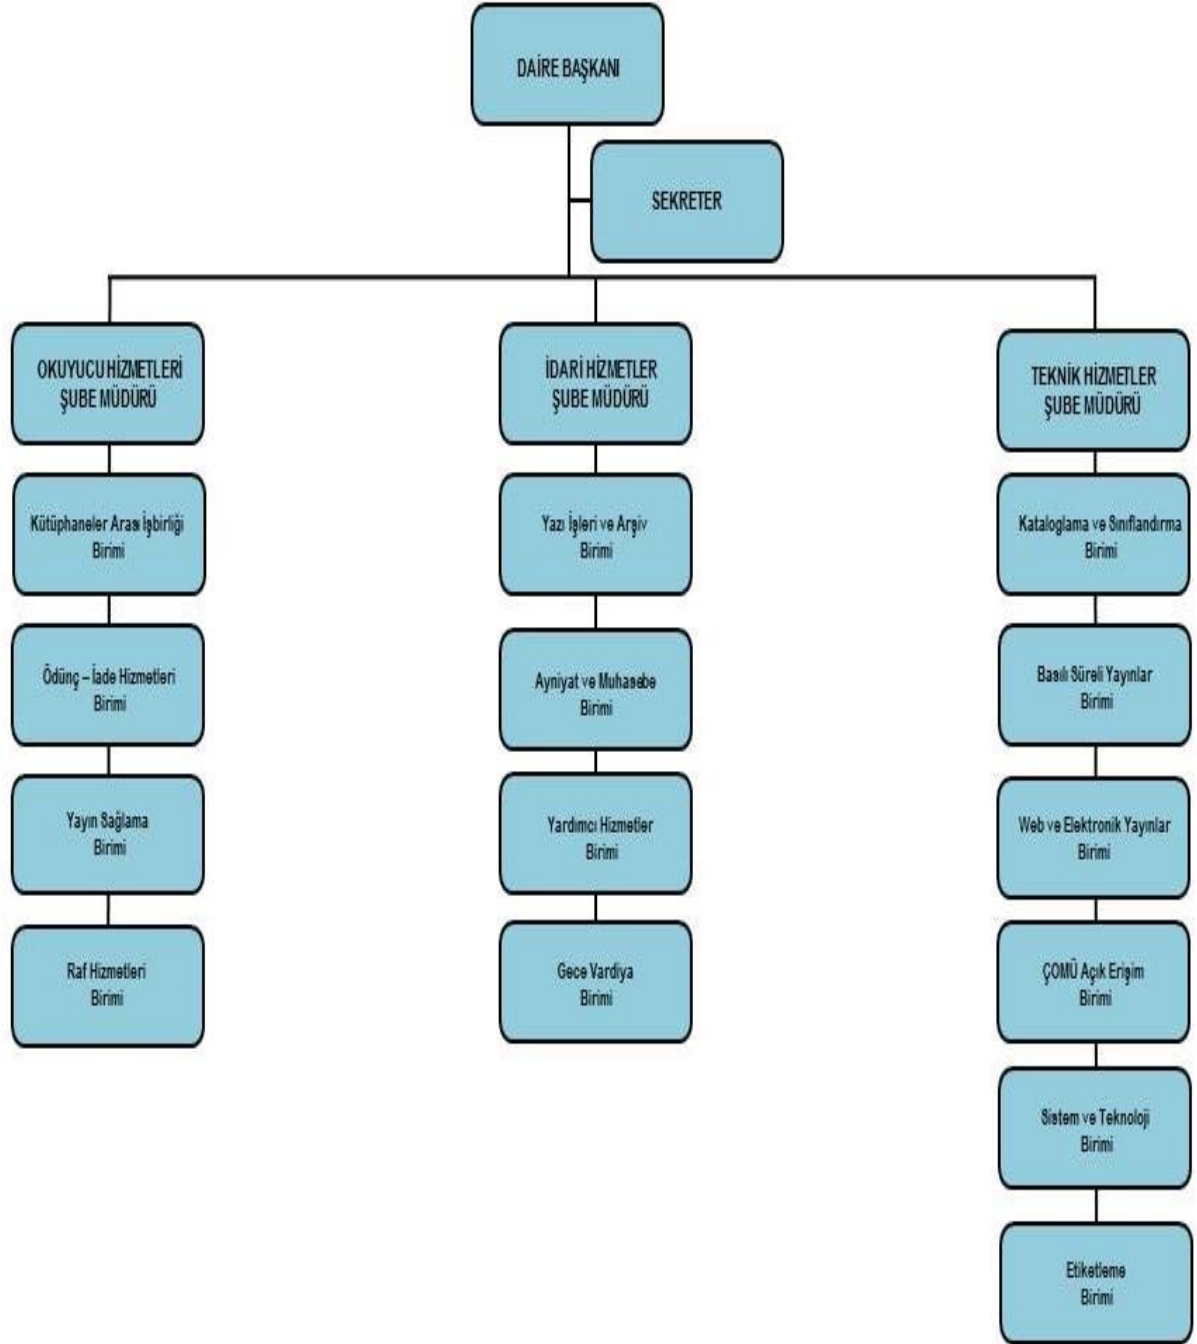 DAİRE BAŞKANI
SEKRETER
OKUYUCU HİZMETLERİ
ŞUBE MÜDÜRÜ
Kütüphaneler Arası İşbirliği
Birimi
Ödünç – İade Hizmetleri
Birimi
Yayın Sağlama
Birimi
Raf Hizmetleri
Birimi
İDARİ HİZMETLER
ŞUBE MÜDÜRÜ
Yazı İşleri ve Arşiv
Birimi
Ayniyat ve Muhasebe
Birimi
Yardımcı Hizmetler
Birimi
Gece Vardiya
Birimi
TEKNİK HİZMETLER
ŞUBE MÜDÜRÜ
Kataloglama ve Sınıflandırma
Birimi
Basılı Süreli Yayınlar
Birimi
Web ve Elektronik Yayınlar
Birimi
ÇOMÜ Açık Erişim
Birimi
Sistem ve Teknoloji
Birimi
Etiketleme
Birimi